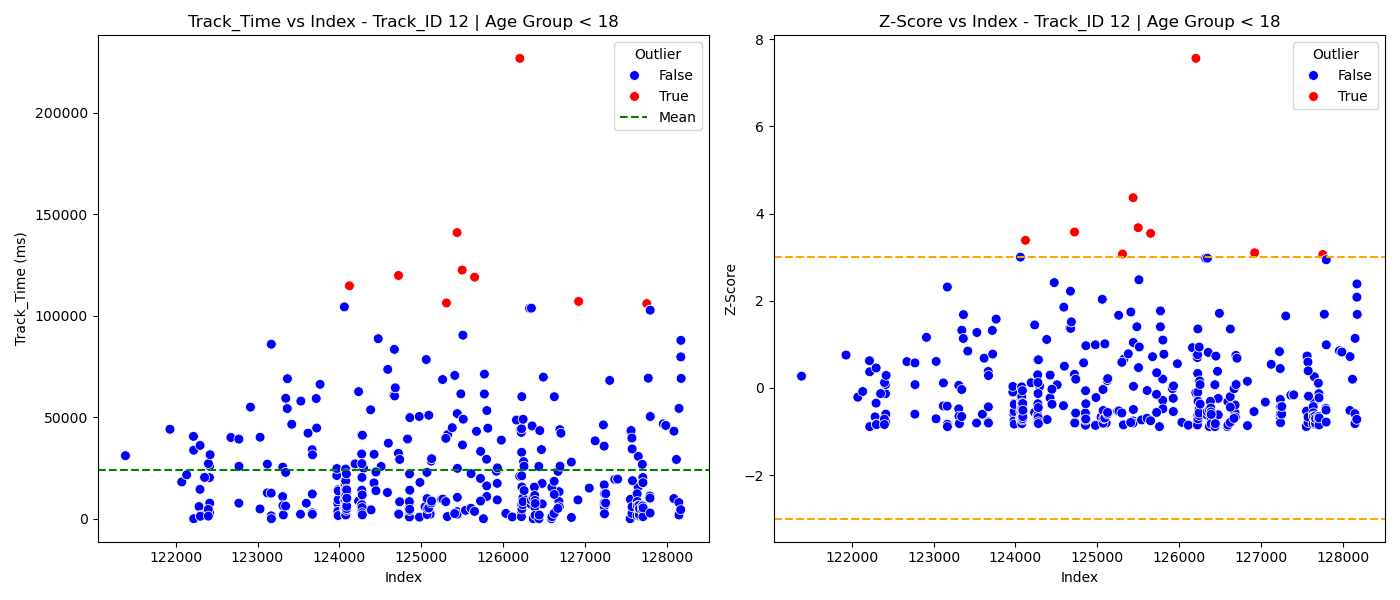 Track_Time vs Index - Track_ID 12 | Age Group < 18
Outlier
False
True
Mean
200000
150000
100000
50000
0
Track_Time (ms)
122000 123000 124000 125000 126000 127000 128000
Index
Z-Score vs Index - Track_ID 12 | Age Group < 18
Outlier
False
True
8
6
4
2
0
−2
Z-Score
122000 123000 124000 125000 126000 127000 128000
Index